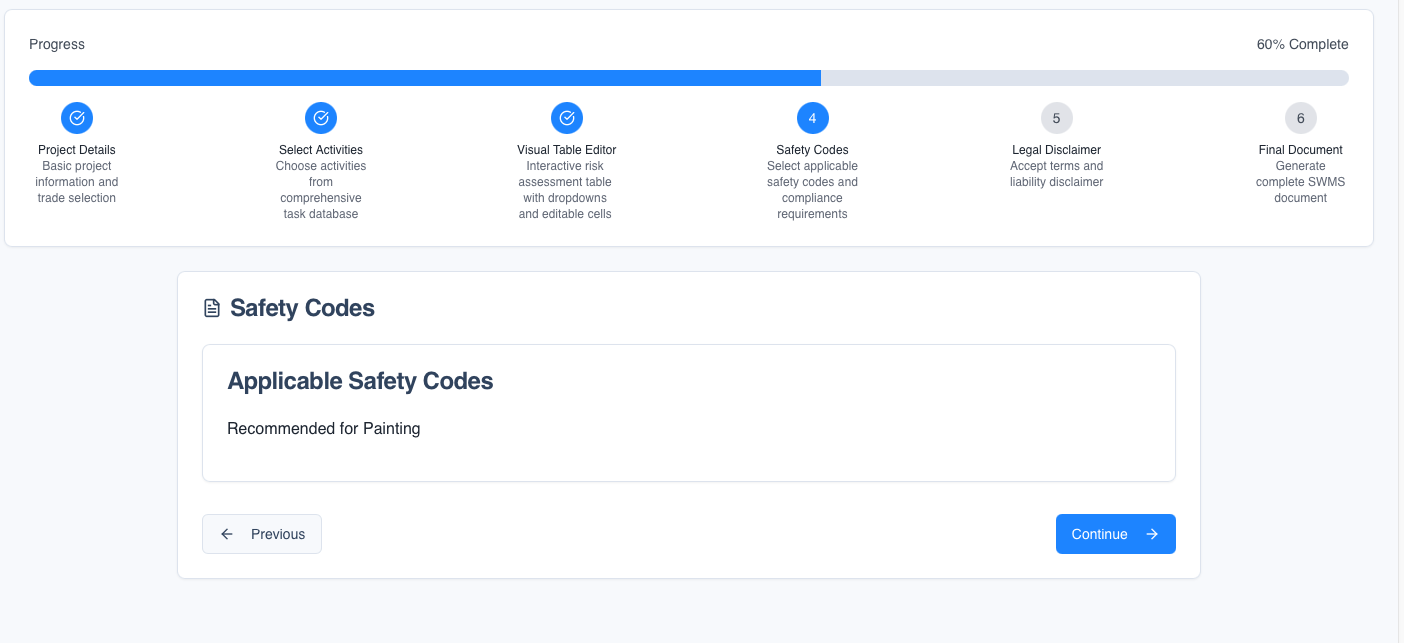 Progress
60% Complete
4
5
6
Project Details
Basic project
information and
trade selection
Select Activities
Choose activities
from
comprehensive
task database
Visual Table Editor
Interactive risk
assessment table
with dropdowns
and editable cells
Safety Codes
Select applicable
safety codes and
compliance
requirements
Legal Disclaimer
Accept terms and
liability disclaimer
Final Document
Generate
complete SWMS
document
Safety Codes
Applicable Safety Codes
Recommended for Painting
Previous
Continue